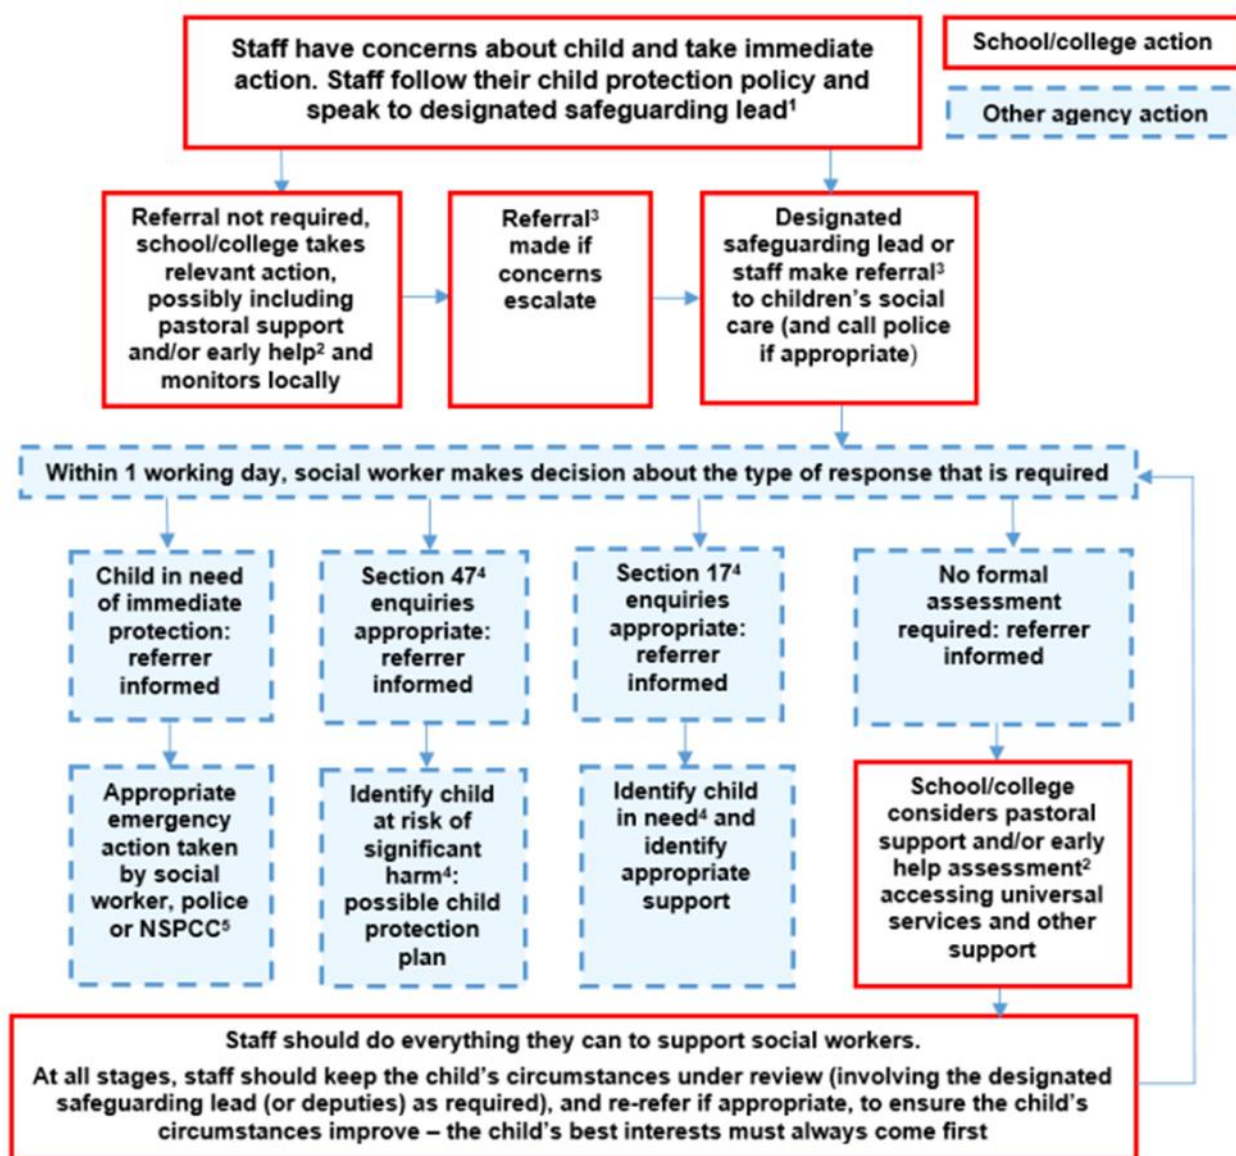 Staff have concerns about child and take immediate
action. Staff follow their child protection policy and
speak to designated safeguarding lead¹
School/college action
Other agency action
Referral not required,
school/college takes
relevant action,
possibly including
pastoral support
and/or early help² and
monitors locally
Referral³
made if
concerns
escalate
Designated
safeguarding lead or
staff make referral³
to children’s social
care (and call police
if appropriate)
Within 1 working day, social worker makes decision about the type of response that is required
Child in need
of immediate
protection:
referrer
informed
Section 47⁴
enquiries
appropriate:
referrer
informed
Section 17⁴
enquiries
appropriate:
referrer
informed
No formal
assessment
required: referrer
informed
Appropriate
emergency
action taken
by social
worker, police
or NSPCC⁵
Identify child
at risk of
significant
harm⁴:
possible child
protection
plan
Identify child
in need⁴ and
identify
appropriate
support
School/college
considers pastoral
support and/or early
help assessment²
accessing universal
services and other
support
Staff should do everything they can to support social workers.
At all stages, staff should keep the child’s circumstances under review (involving the designated
safeguarding lead (or deputies) as required), and re-refer if appropriate, to ensure the child’s
circumstances improve – the child’s best interests must always come first